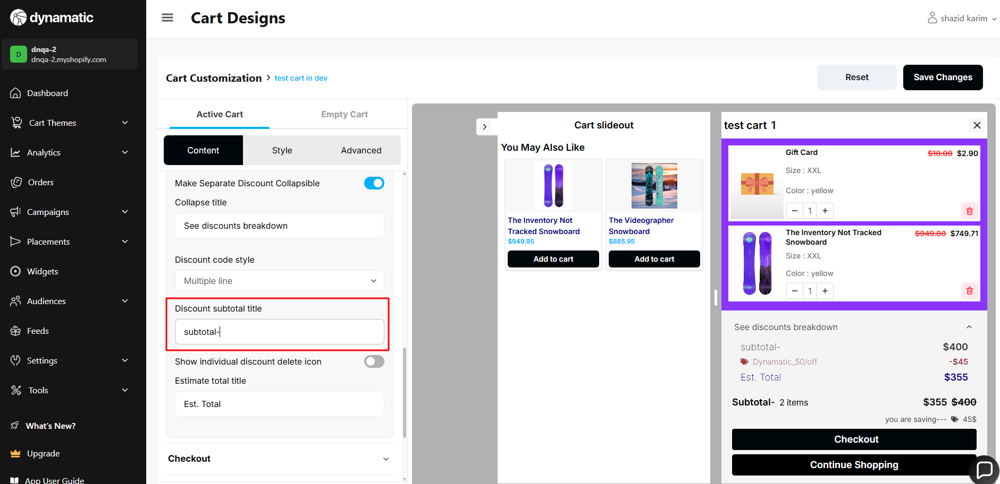 dynamatic
D
dnqa-2
dnqa-2.myshopify.com
Dashboard
Cart Themes
Analytics
Orders
Campaigns
Placements
Widgets
Audiences
Feeds
Settings
Tools
What's New?
Upgrade
App User Guide
Cart Designs
shazid karim
Cart Customization > test cart in dev
Reset
Save Changes
Active Cart
Empty Cart
Content
Style
Advanced
Make Separate Discount Collapsible
Collapse title
See discounts breakdown
Discount code style
Multiple line
Discount subtotal title
subtotal-
Show individual discount delete icon
Estimate total title
Est. Total
Checkout
Cart slideout
You May Also Like
The Inventory Not
Tracked Snowboard
$949.95
Add to cart
The Videographer
Snowboard
$885.95
Add to cart
test cart 1
Gift Card
$10.00 $2.90
Size : XXL
Color : yellow
− 1 +
The Inventory Not Tracked
Snowboard
$949.00 $749.71
Size : XXL
Color : yellow
− 1 +
See discounts breakdown
subtotal- $400
Dynamatic_50/off -$45
Est. Total $355
Subtotal- 2 items $355 $400
you are saving--- 45$
Checkout
Continue Shopping